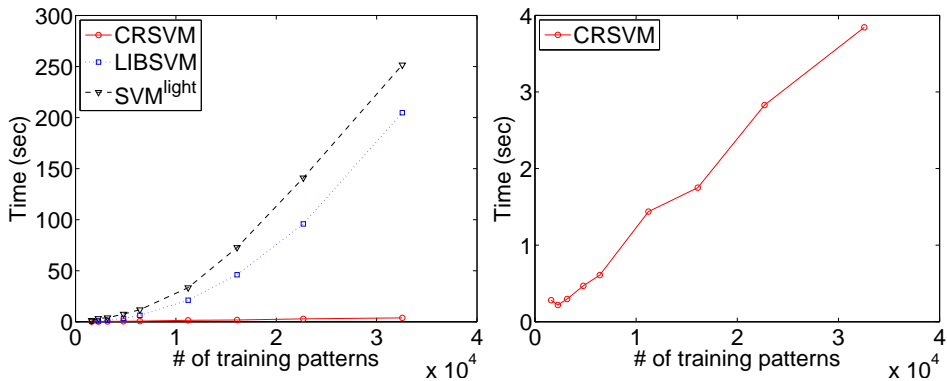 300
250
200
150
100
50
0
Time (sec)
CRSVM
LIBSVM
SVM^light
0 1 2 3 4
# of training patterns
x 10^4
4
3
2
1
0
Time (sec)
CRSVM
0 1 2 3 4
# of training patterns
x 10^4